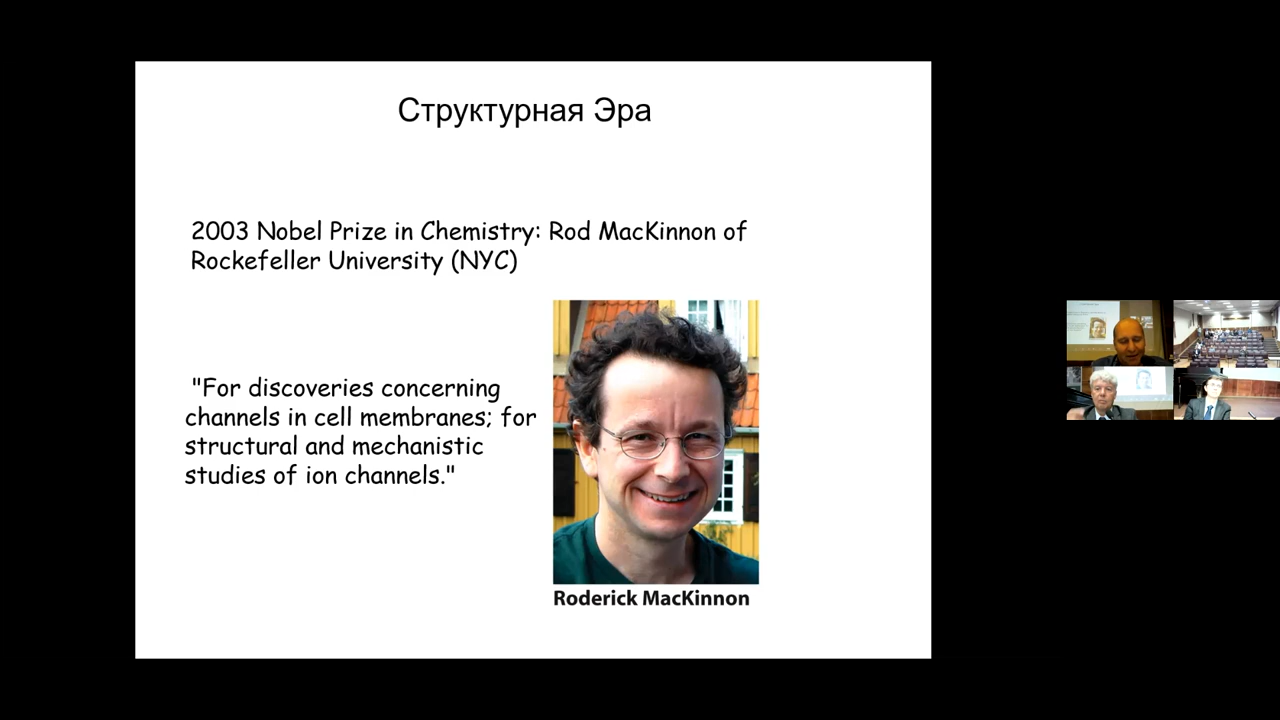 Структурная Эра
2003 Nobel Prize in Chemistry: Rod MacKinnon of
Rockefeller University (NYC)
"For discoveries concerning
channels in cell membranes; for
structural and mechanistic
studies of ion channels."
Roderick MacKinnon